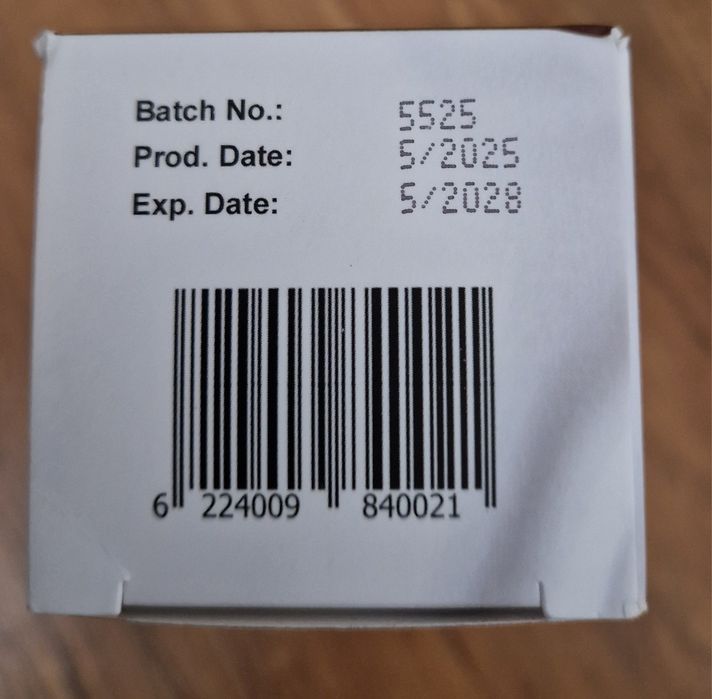 Batch No.: 5525
Prod. Date: 5/2025
Exp. Date: 5/2028
6 224009 840021